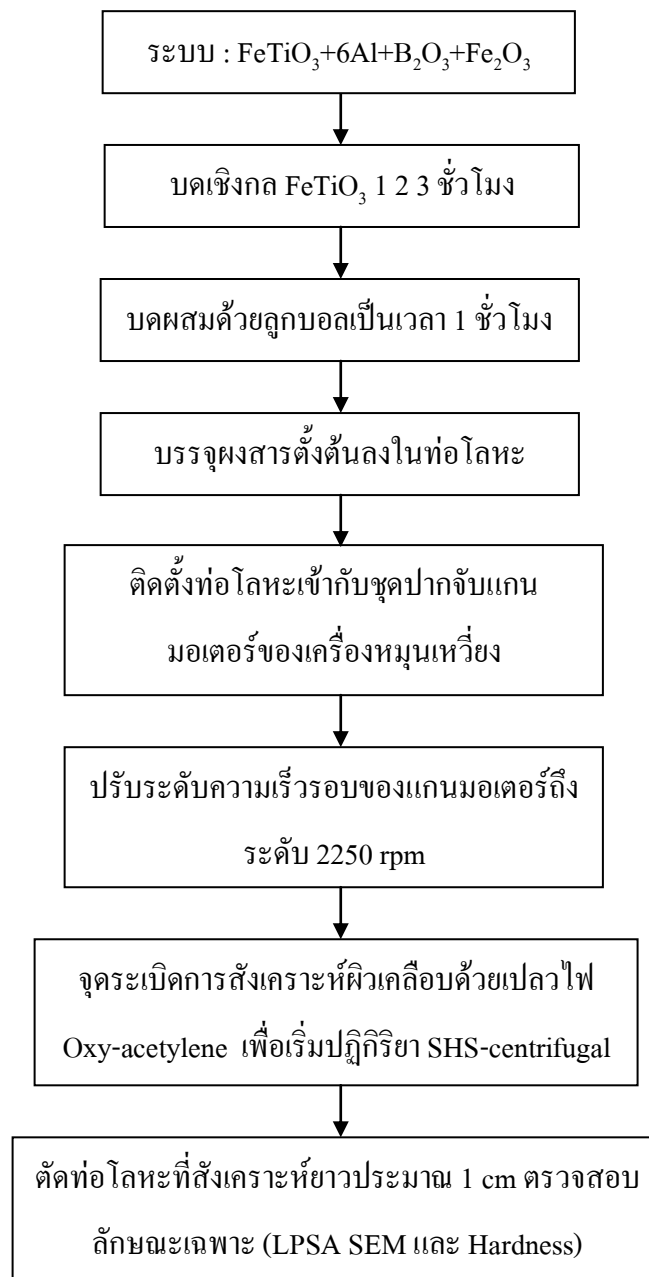 ระบบ : FeTiO₃+6Al+B₂O₃+Fe₂O₃
บดเชิงกล FeTiO₃ 1 2 3 ชั่วโมง
บดผสมด้วยลูกบอลเป็นเวลา 1 ชั่วโมง
บรรจุผงสารตั้งต้นลงในท่อโลหะ
ติดตั้งท่อโลหะเข้ากับชุดปากจับแกน
มอเตอร์ของเครื่องหมุนเหวี่ยง
ปรับระดับความเร็วรอบของแกนมอเตอร์ถึง
ระดับ 2250 rpm
จุดระเบิดการสังเคราะห์ผิวเคลือบด้วยเปลวไฟ
Oxy-acetylene เพื่อเริ่มปฏิกิริยา SHS-centrifugal
ตัดท่อโลหะที่สังเคราะห์ยาวประมาณ 1 cm ตรวจสอบ
ลักษณะเฉพาะ (LPSA SEM และ Hardness)